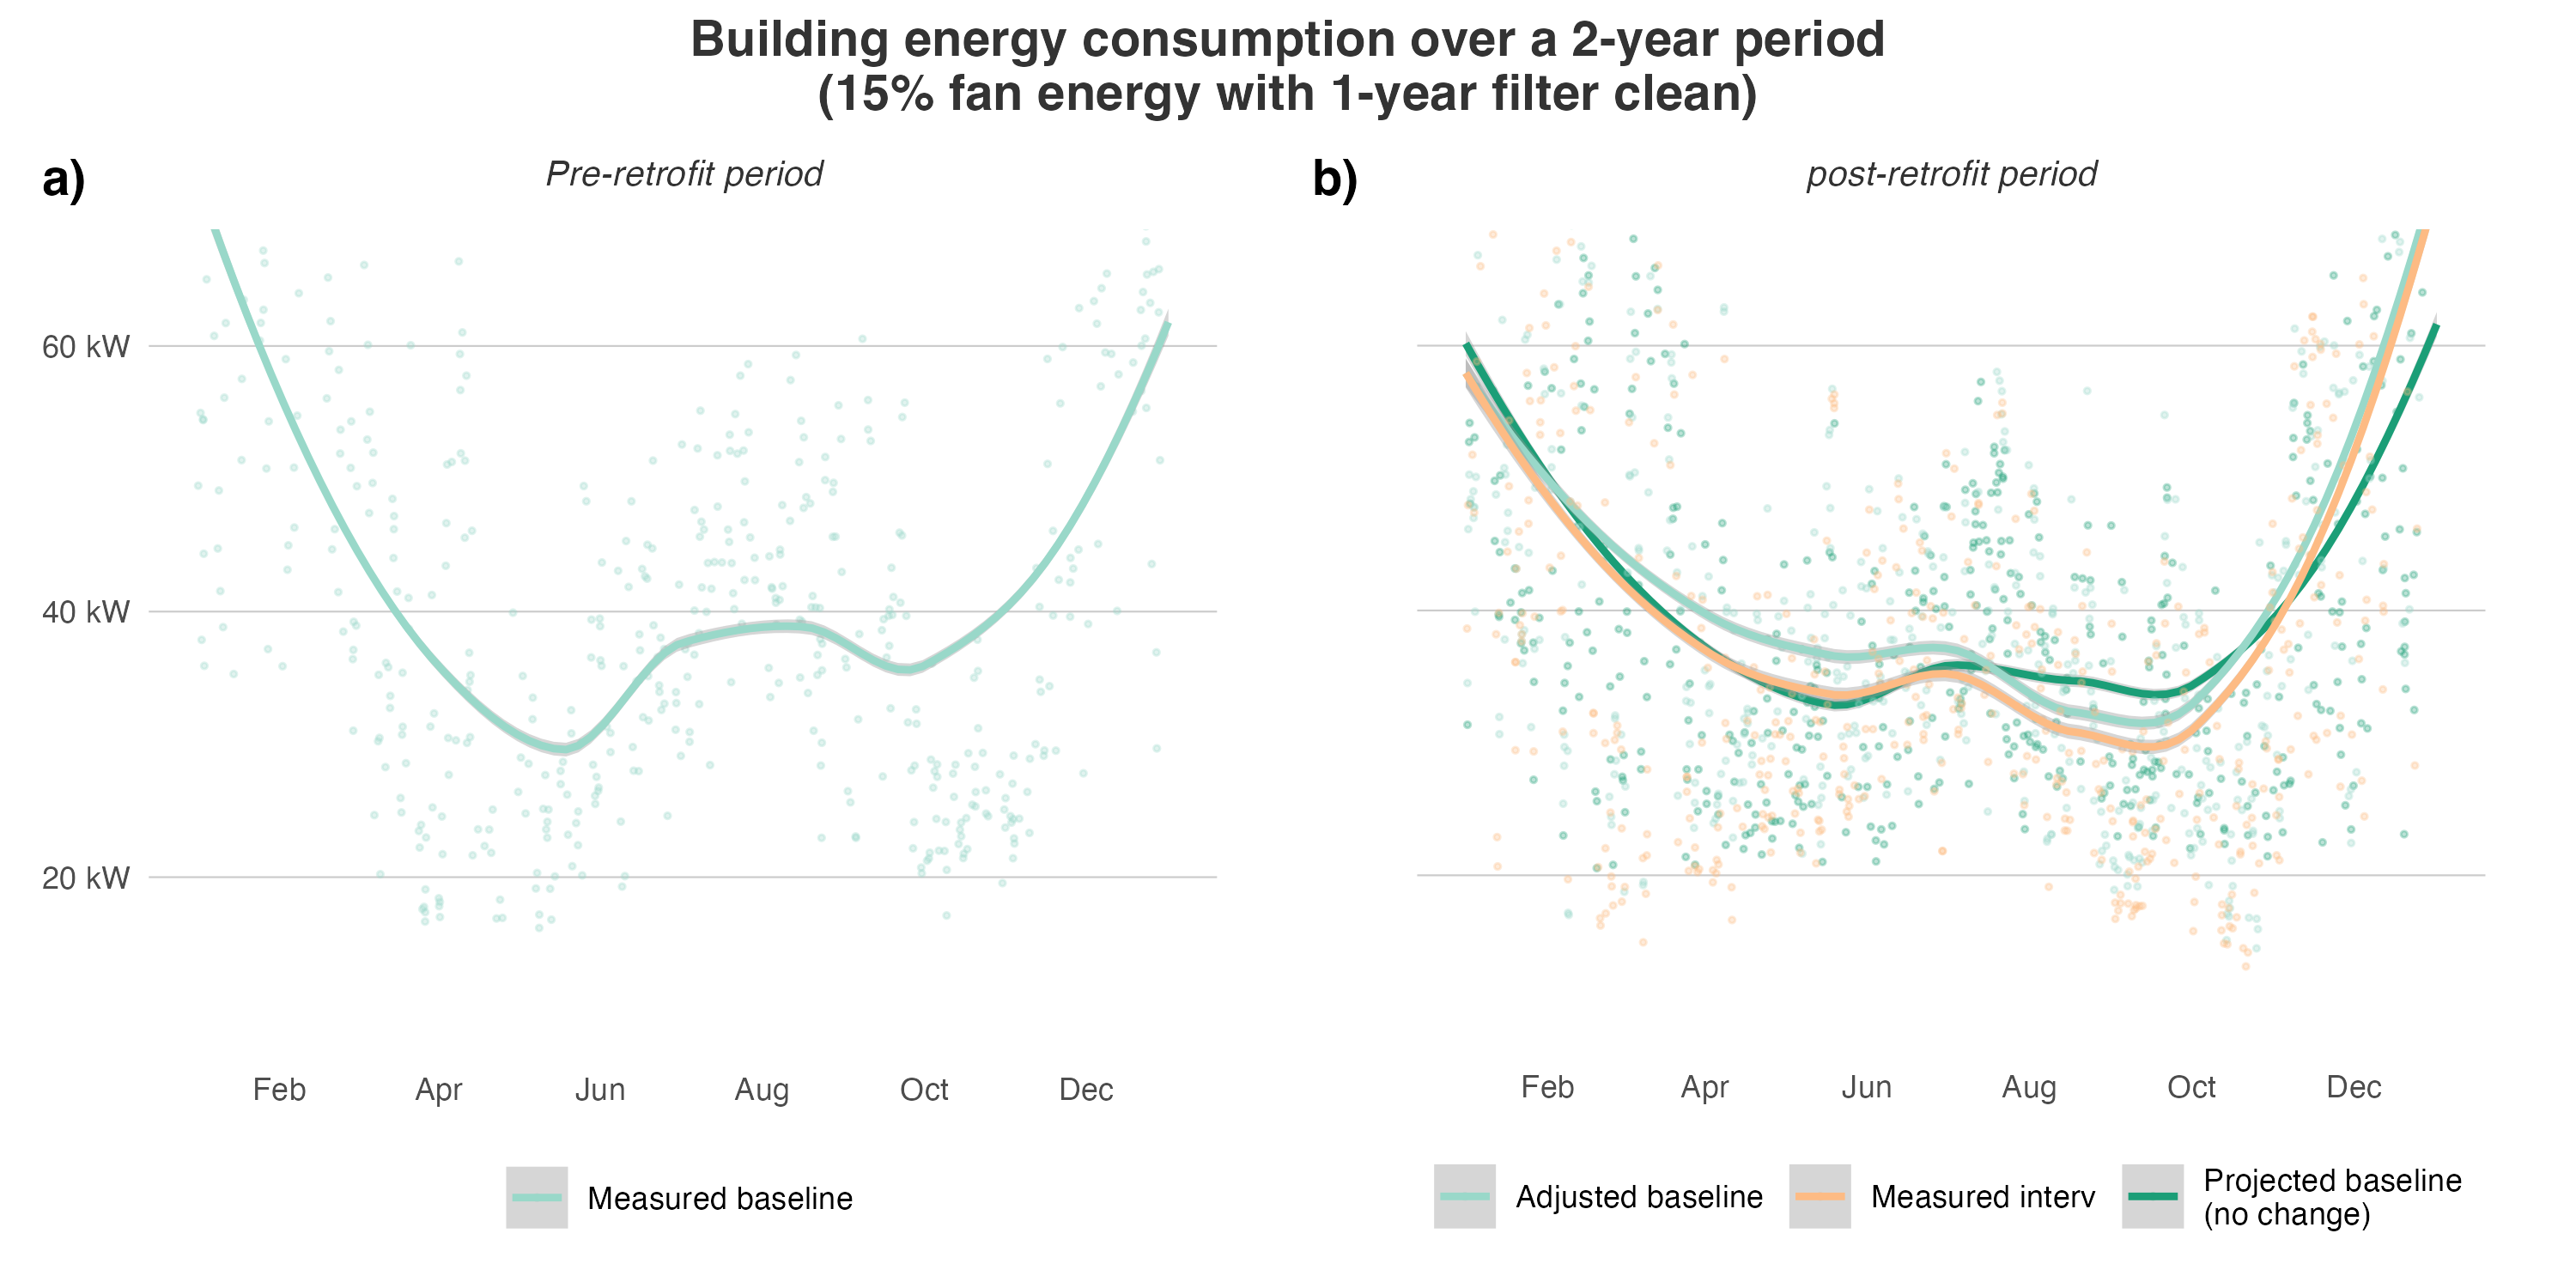 Building energy consumption over a 2-year period
(15% fan energy with 1-year filter clean)
a)
Pre-retrofit period
60 kW
40 kW
20 kW
Feb Apr Jun Aug Oct Dec
Measured baseline
b)
post-retrofit period
Feb Apr Jun Aug Oct Dec
Adjusted baseline
Measured interv
Projected baseline
(no change)